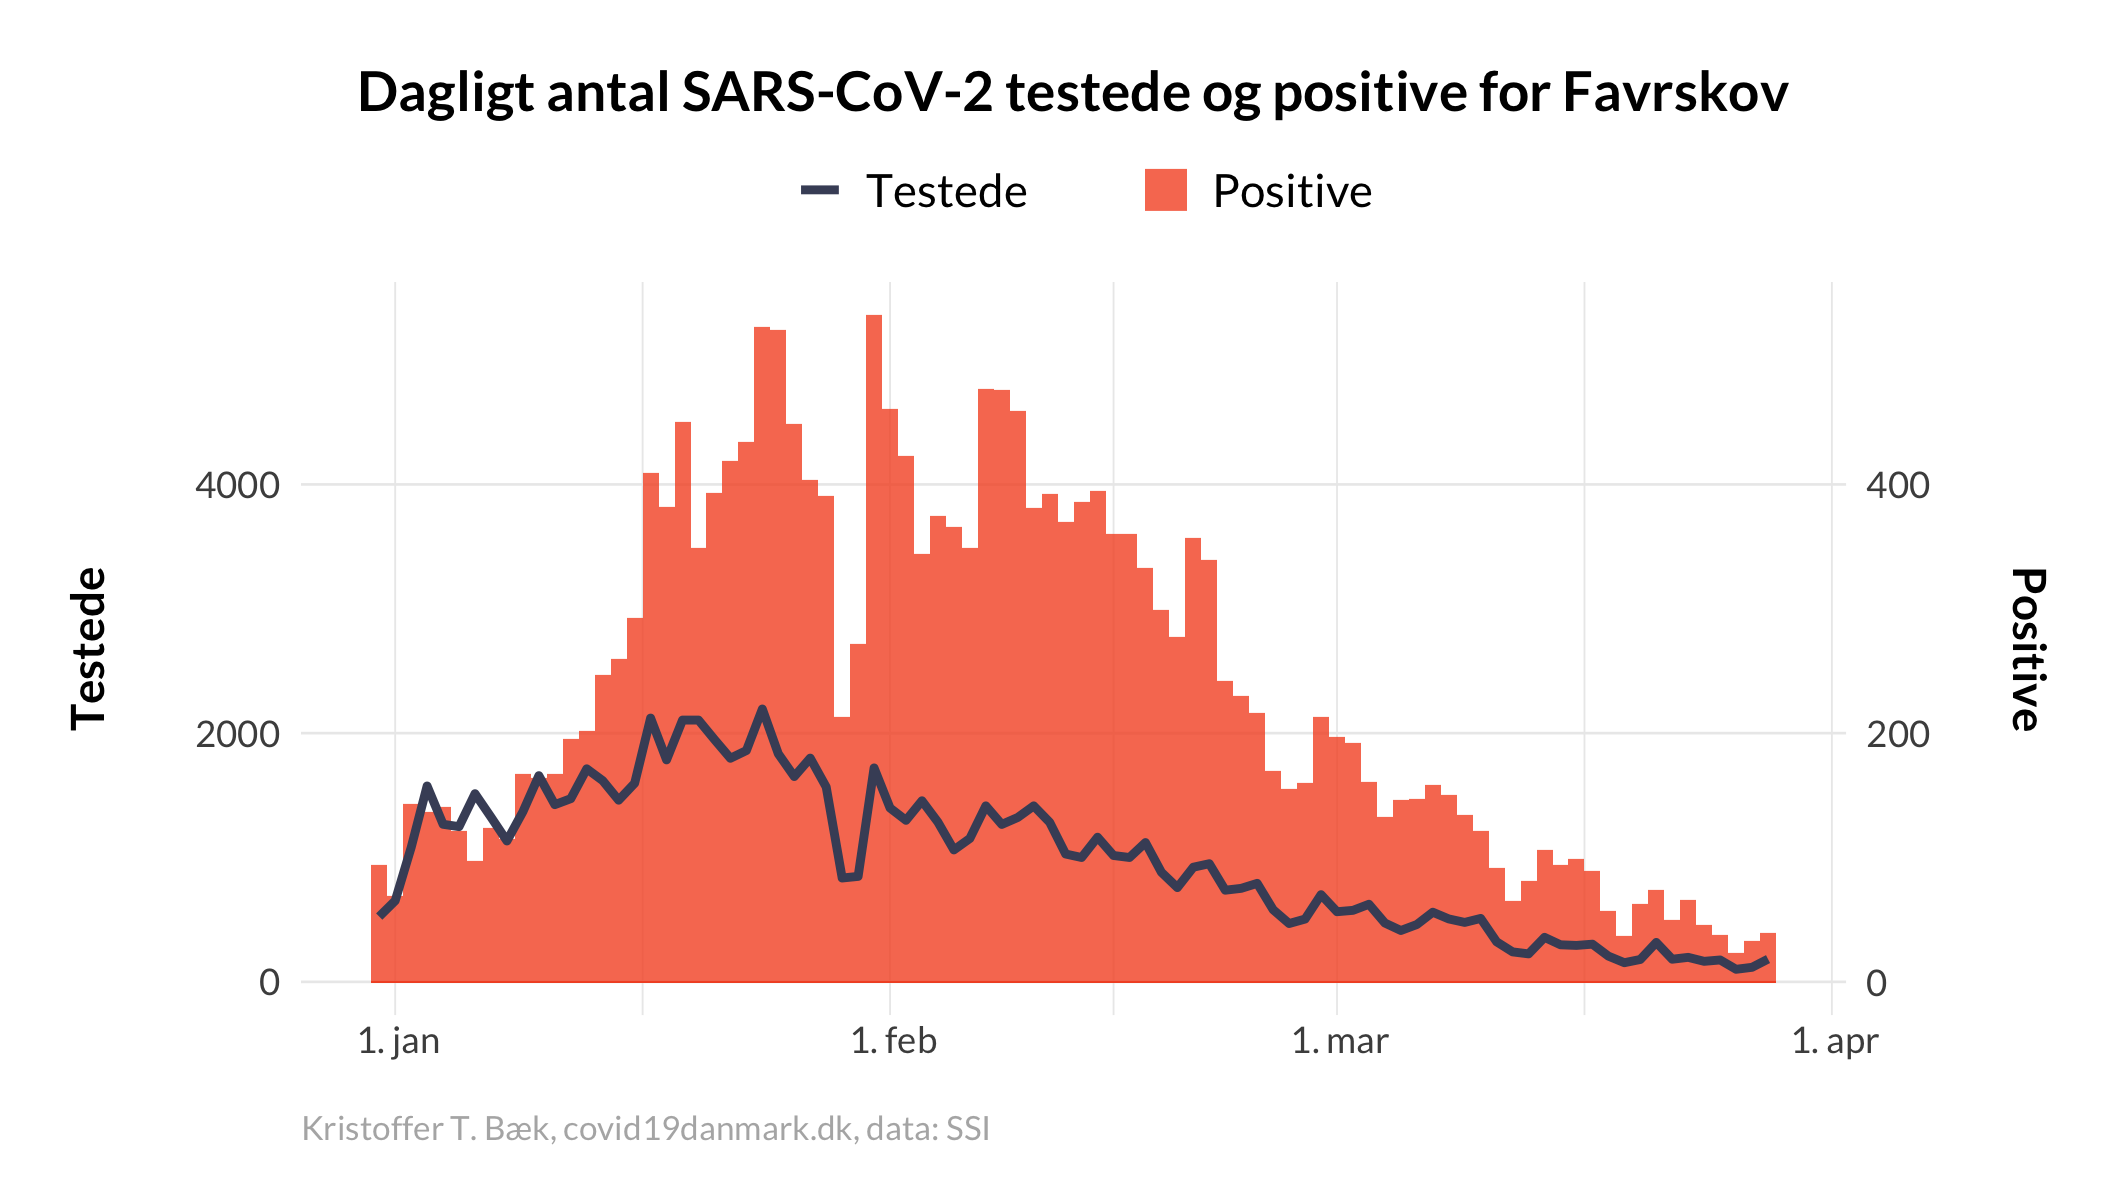 Dagligt antal SARS-CoV-2 testede og positive for Favrskov
Testede
Positive
4000
2000
0
Testede
400
200
0
Positive
1. jan
1. feb
1. mar
1. apr
Kristoffer T. Bæk, covid19danmark.dk, data: SSI